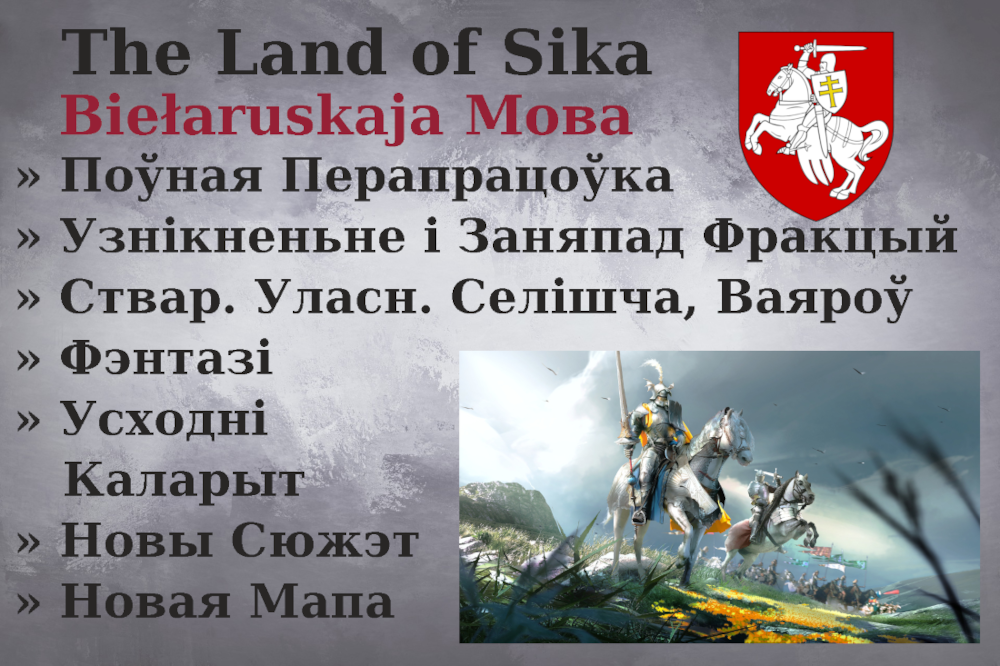 The Land of Sika
Biełaruskaja Мова
» Поўная Перапрацоўка
» Узнікненьне і Заняпад Фракцый
» Ствар. Уласн. Селішча, Ваяроў
» Фэнтазі
» Усходні
Каларыт
» Новы Сюжэт
» Новая Мапа